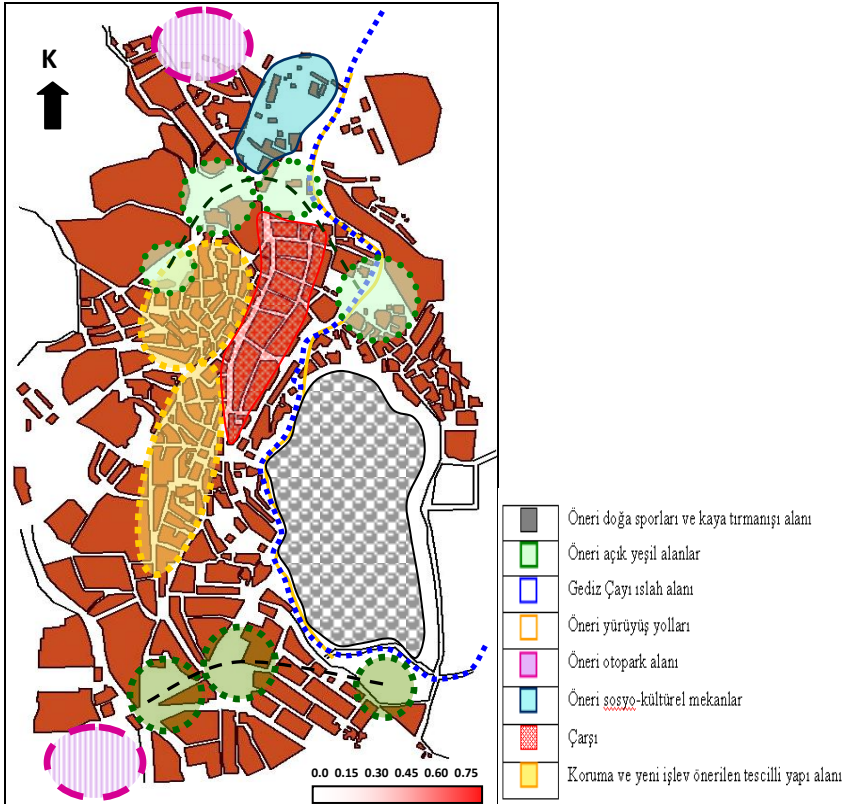 K
0.0 0.15 0.30 0.45 0.60 0.75
Öneri doğa sporları ve kaya tırmanışı alanı
Öneri açık yeşil alanlar
Gediz Çayı ıslah alanı
Öneri yürüyüş yolları
Öneri otopark alanı
Öneri sosyo-kültürel mekanlar
Çarşı
Koruma ve yeni işlev önerilen tescilli yapı alanı